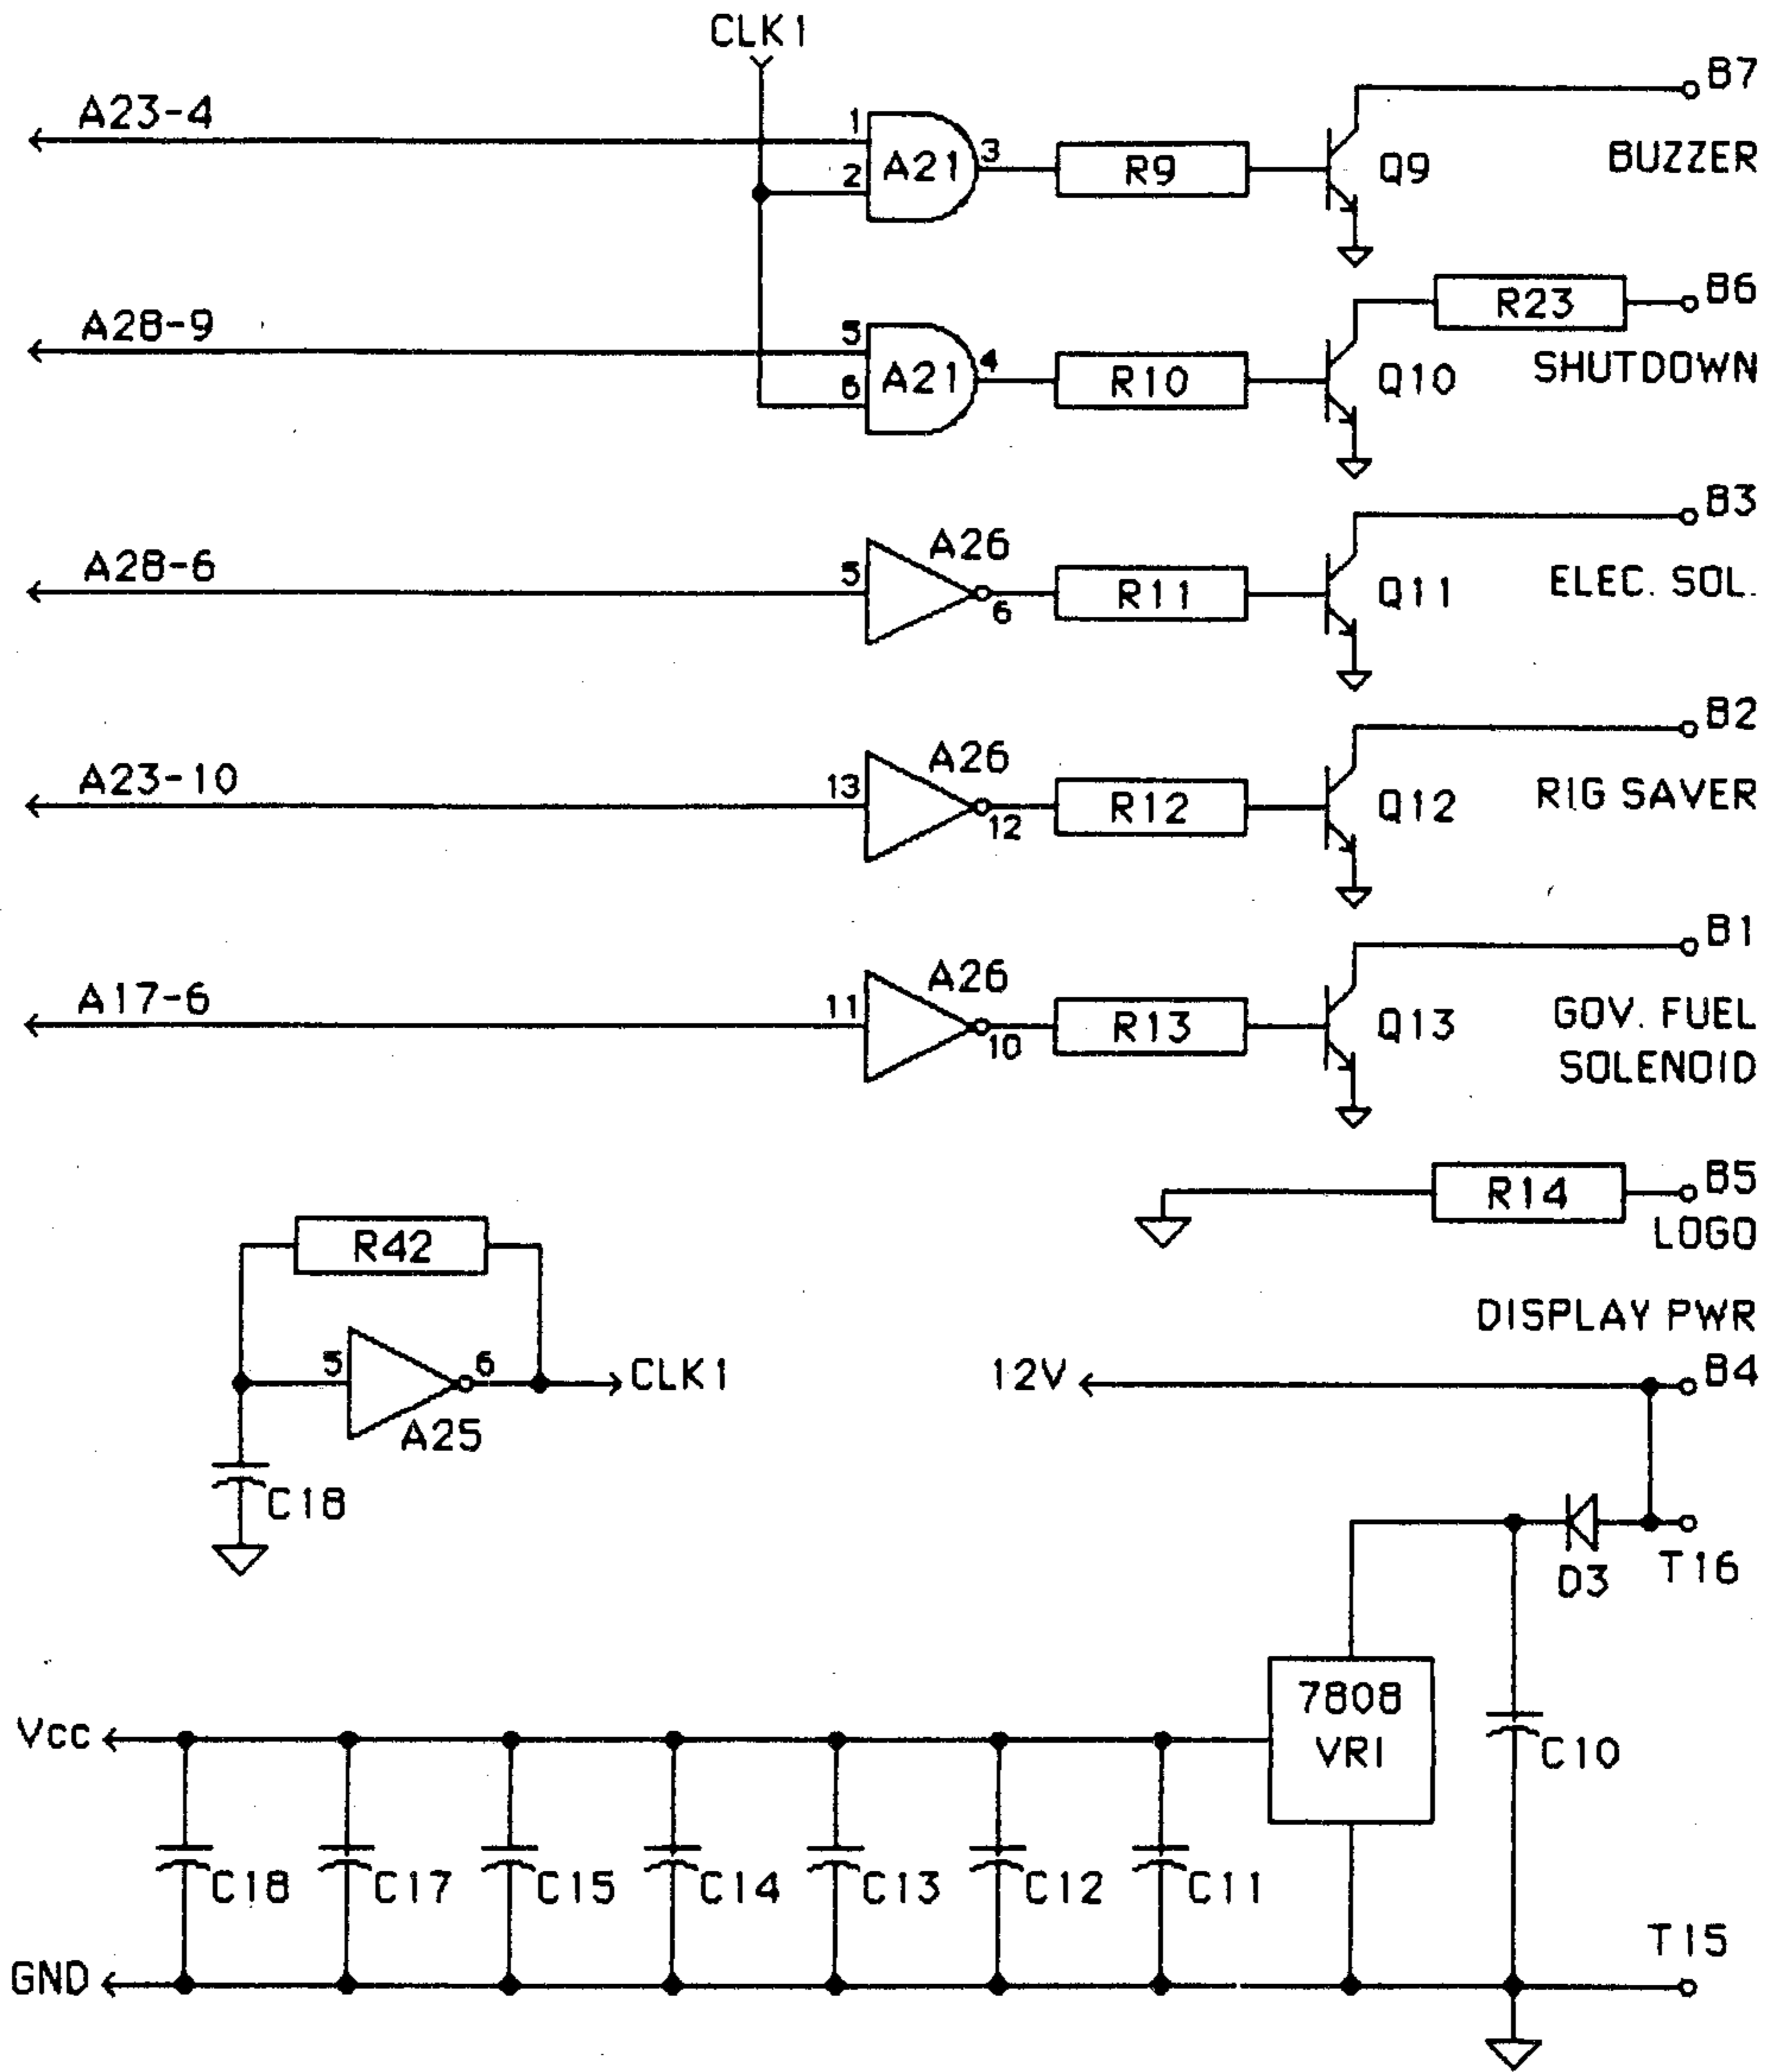 CLK1
A23-4
1
2
A21
3
R9
Q9
B7
BUZZER
A28-9
5
6
A21
4
R10
Q10
R23
B6
SHUTDOWN
A28-6
5
A26
6
R11
Q11
B3
ELEC. SOL.
A23-10
13
A26
12
R12
Q12
B2
RIG SAVER
A17-6
11
A26
10
R13
Q13
B1
GOV. FUEL
SOLENOID
R14
B5
LOGO
R42
5
6
A25
CLK1
C18
DISPLAY PWR
12V
B4
D3
T16
7808
VR1
C10
Vcc
C18
C17
C15
C14
C13
C12
C11
GND
T15